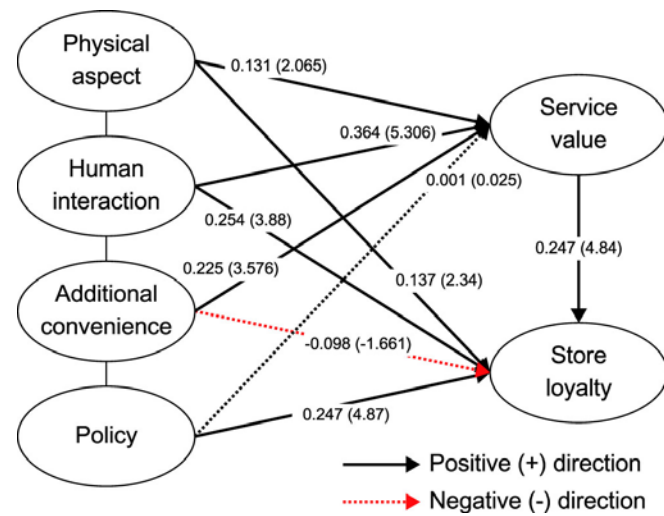 Physical
aspect
0.131 (2.065)
Service
value
0.364 (5.306)
Human
interaction
0.001 (0.025)
0.254 (3.88)
0.247 (4.84)
0.225 (3.576)
0.137 (2.34)
Additional
convenience
-0.098 (-1.661)
Store
loyalty
0.247 (4.87)
Policy
Positive (+) direction
Negative (-) direction